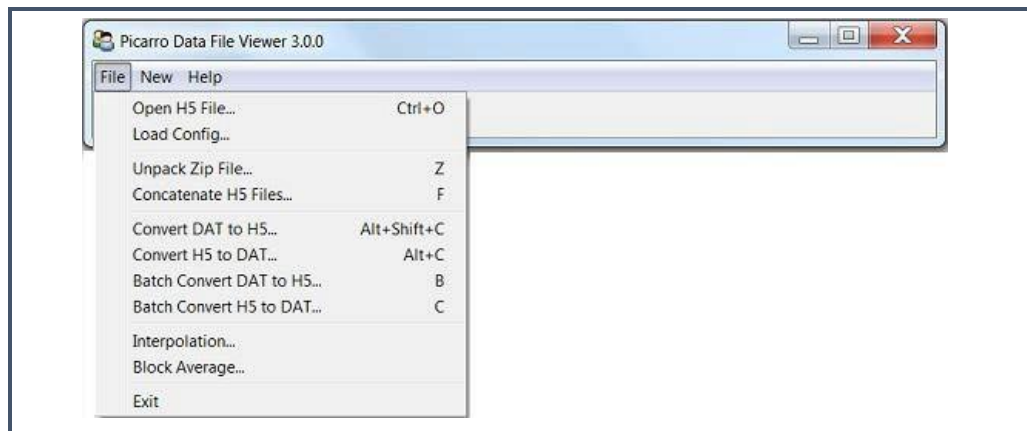 Picarro Data File Viewer 3.0.0
File New Help
Open H5 File... Ctrl+O
Load Config...
Unpack Zip File... Z
Concatenate H5 Files... F
Convert DAT to H5... Alt+Shift+C
Convert H5 to DAT... Alt+C
Batch Convert DAT to H5... B
Batch Convert H5 to DAT... C
Interpolation...
Block Average...
Exit